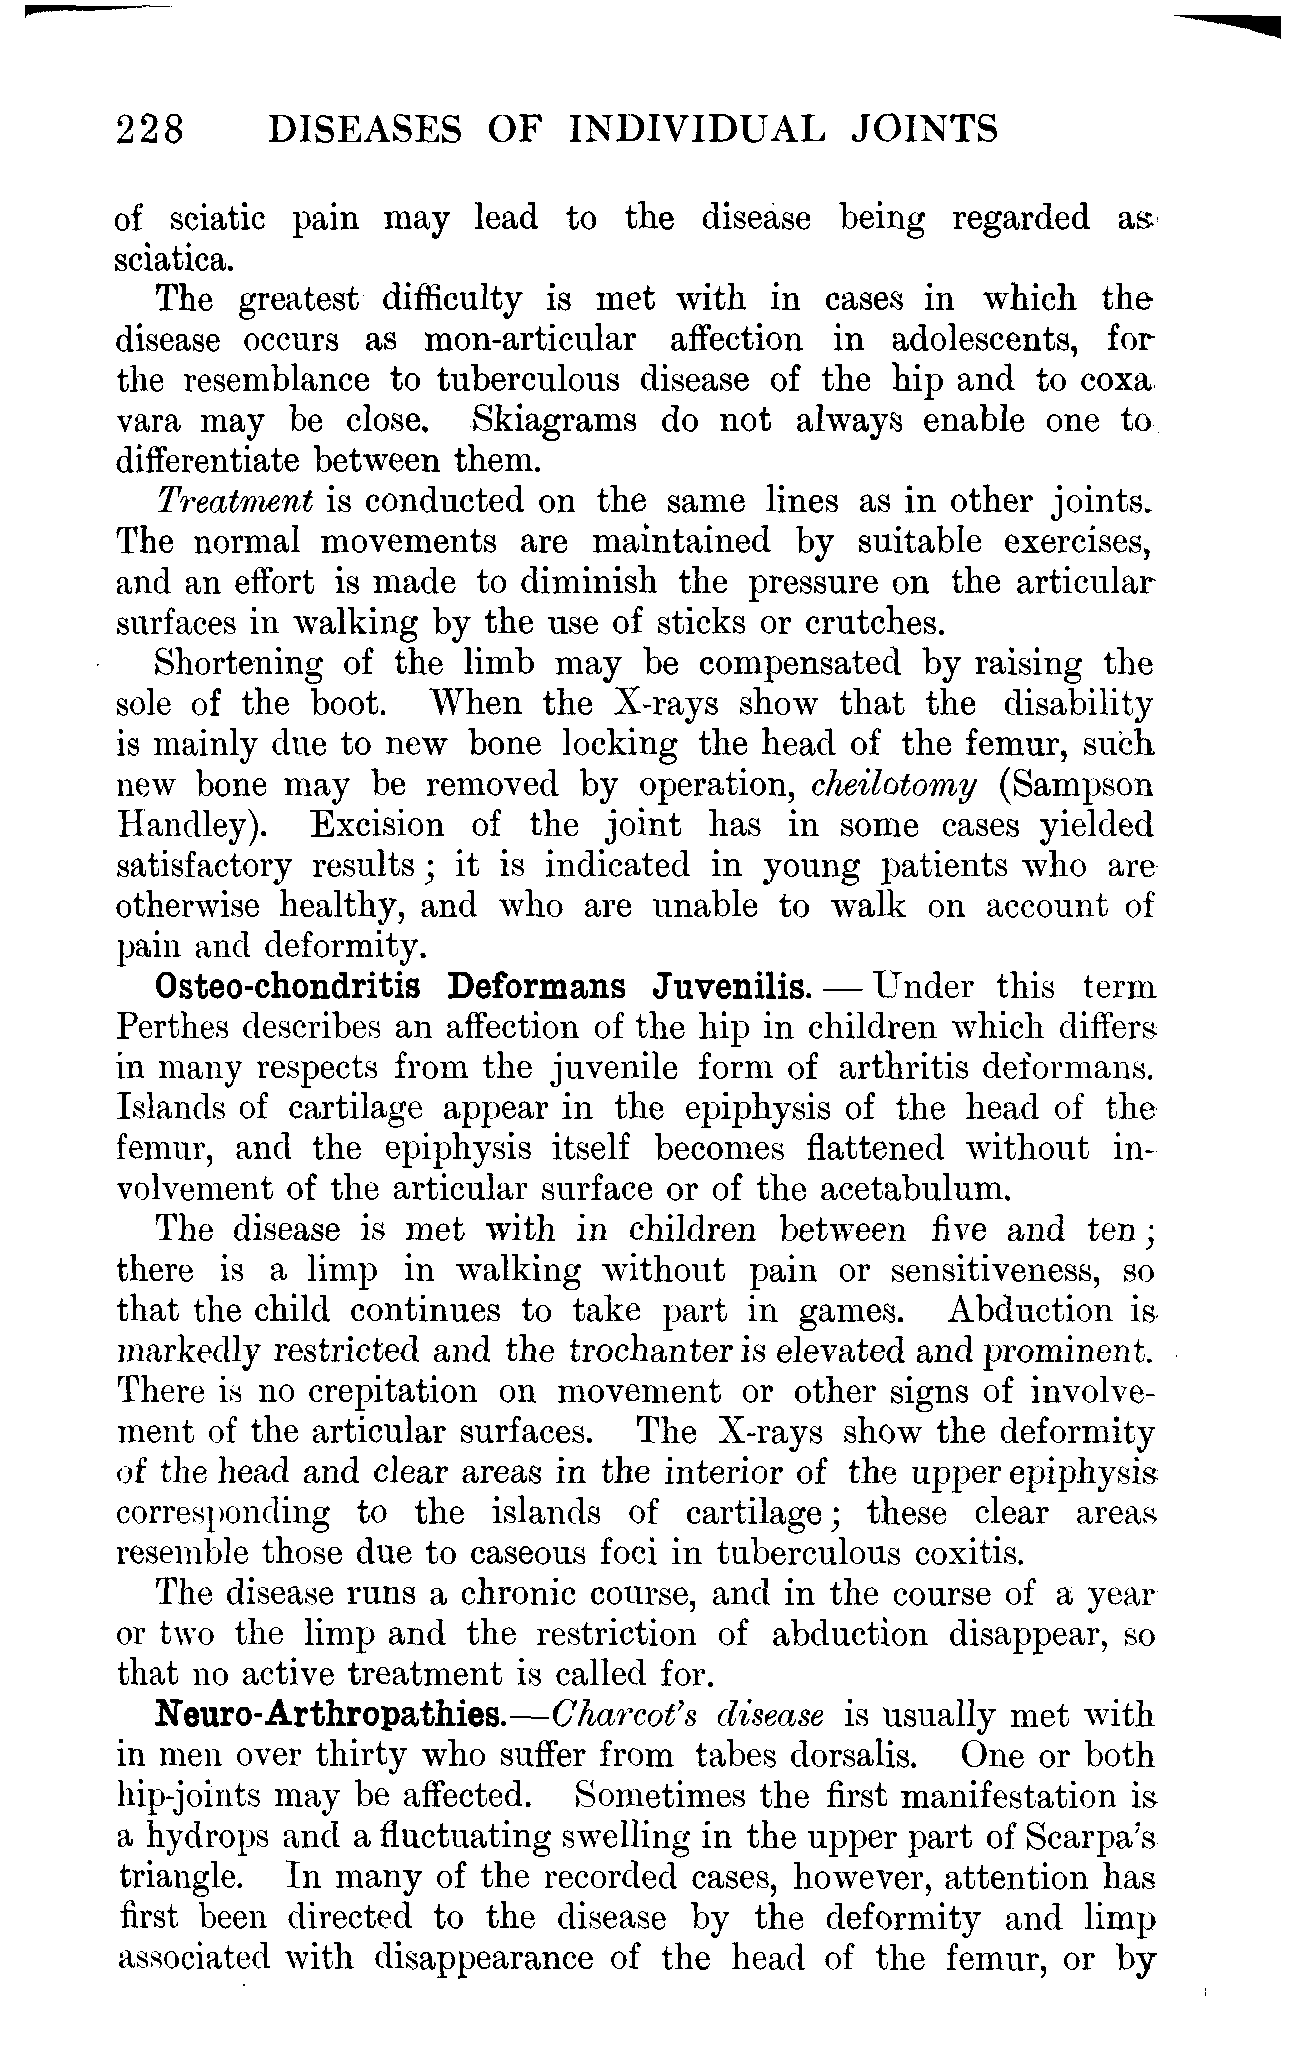 228 DISEASES OF INDIVIDUAL JOINTS
of sciatic pain may lead to the disease being regarded as
sciatica.
The greatest difficulty is met with in cases in which the
disease occurs as mon-articular affection in adolescents, for
the resemblance to tuberculous disease of the hip and to coxa
vara may be close. Skiagrams do not always enable one to
differentiate between them.
Treatment is conducted on the same lines as in other joints.
The normal movements are maintained by suitable exercises,
and an effort is made to diminish the pressure on the articular
surfaces in walking by the use of sticks or crutches.
Shortening of the limb may be compensated by raising the
sole of the boot. When the X-rays show that the disability
is mainly due to new bone locking the head of the femur, such
new bone may be removed by operation, cheilotomy (Sampson
Handley). Excision of the joint has in some cases yielded
satisfactory results ; it is indicated in young patients who are
otherwise healthy, and who are unable to walk on account of
pain and deformity.
Osteo-chondritis Deformans Juvenilis. — Under this term
Perthes describes an affection of the hip in children which differs
in many respects from the juvenile form of arthritis deformans.
Islands of cartilage appear in the epiphysis of the head of the
femur, and the epiphysis itself becomes flattened without in-
volvement of the articular surface or of the acetabulum.
The disease is met with in children between five and ten ;
there is a limp in walking without pain or sensitiveness, so
that the child continues to take part in games. Abduction is
markedly restricted and the trochanter is elevated and prominent.
There is no crepitation on movement or other signs of involve-
ment of the articular surfaces. The X-rays show the deformity
of the head and clear areas in the interior of the upper epiphysis
corresponding to the islands of cartilage ; these clear areas
resemble those due to caseous foci in tuberculous coxitis.
The disease runs a chronic course, and in the course of a year
or two the limp and the restriction of abduction disappear, so
that no active treatment is called for.
Neuro-Arthropathies.—Charcot's disease is usually met with
in men over thirty who suffer from tabes dorsalis. One or both
hip-joints may be affected. Sometimes the first manifestation is
a hydrops and a fluctuating swelling in the upper part of Scarpa's
triangle. In many of the recorded cases, however, attention has
first been directed to the disease by the deformity and limp
associated with disappearance of the head of the femur, or by